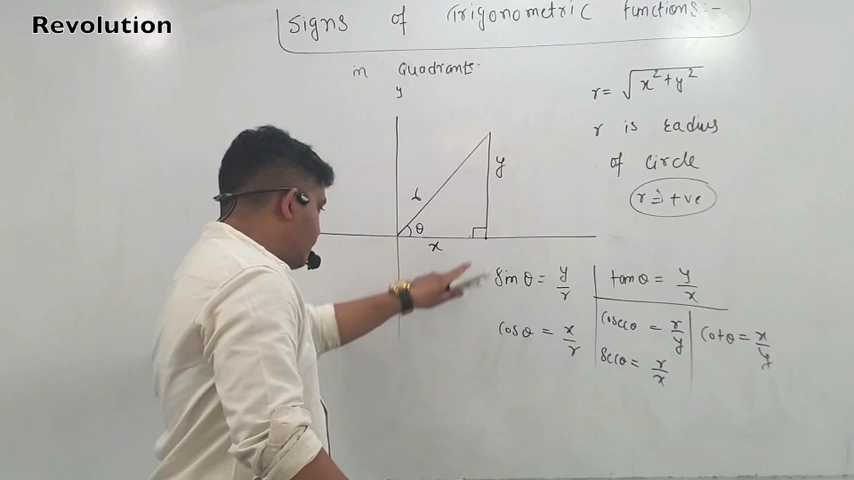 Revolution
Signs of Trigonometric functions:-
in Quadrants.
y
r = √x²+y²
r is radius
of circle
r = +ve
r
y
θ
x
Sin θ = y/r
tan θ = y/x
Cos θ = x/r
Cosec θ = r/y
Cot θ = x/y
Sec θ = r/x